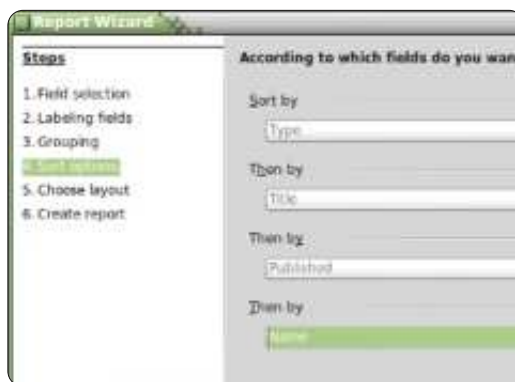 Report Wizard
Steps
According to which fields do you wan
1. Field selection
2. Labeling fields
3. Grouping
4. Sort options
5. Choose layout
6. Create report
Sort by
Type
Then by
Title
Then by
Published
Then by
Name